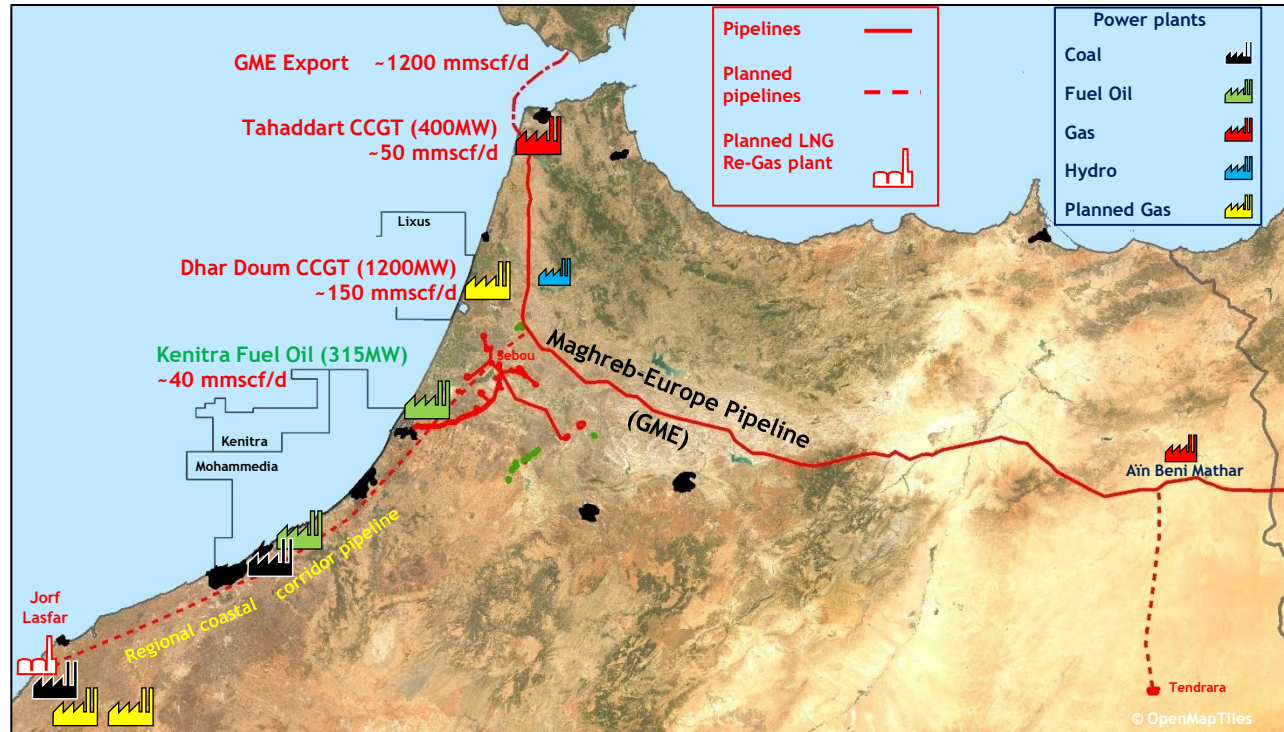 GME Export ~1200 mmscf/d
Tahaddart CCGT (400MW)
~50 mmscf/d
Lixus
Dhar Doum CCGT (1200MW)
~150 mmscf/d
Kenitra Fuel Oil (315MW)
~40 mmscf/d
Kenitra
Mohammedia
Sebou
Maghreb-Europe Pipeline
(GME)
Aïn Beni Mathar
Regional coastal corridor pipeline
Jorf
Lasfar
Tendrara
© OpenMapTiles
Pipelines
Planned
pipelines
Planned LNG
Re-Gas plant
Power plants
Coal
Fuel Oil
Gas
Hydro
Planned Gas